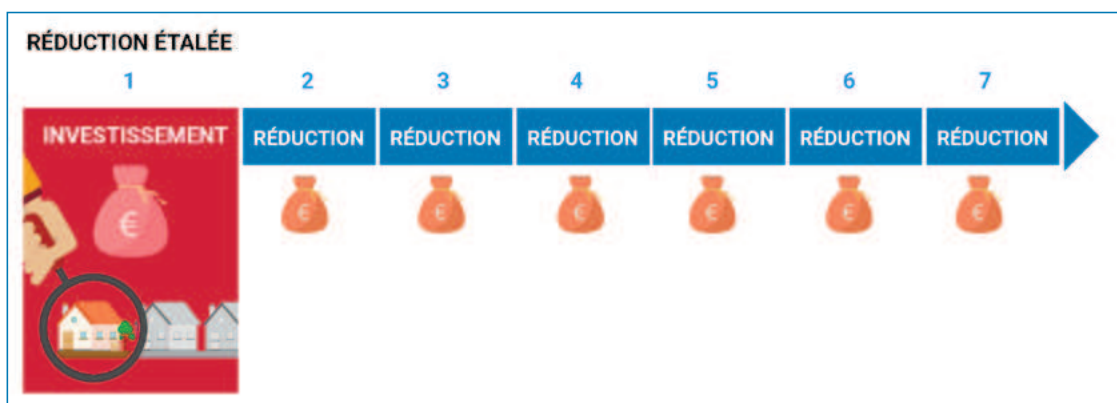 RÉDUCTION ÉTALÉE
1 2 3 4 5 6 7
INVESTISSEMENT RÉDUCTION RÉDUCTION RÉDUCTION RÉDUCTION RÉDUCTION RÉDUCTION
€ € € € € € €